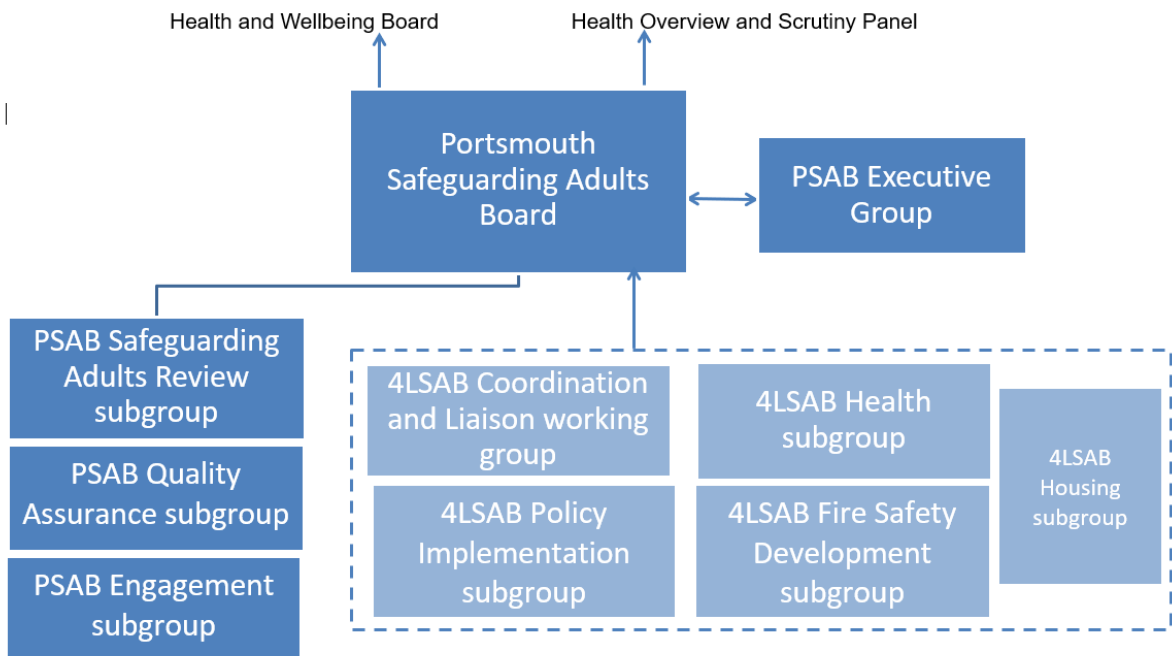 Health and Wellbeing Board
Health Overview and Scrutiny Panel
Portsmouth
Safeguarding Adults
Board
PSAB Executive
Group
PSAB Safeguarding
Adults Review
subgroup
PSAB Quality
Assurance subgroup
PSAB Engagement
subgroup
4LSAB Coordination
and Liaison working
group
4LSAB Health
subgroup
4LSAB
Housing
subgroup
4LSAB Policy
Implementation
subgroup
4LSAB Fire Safety
Development
subgroup